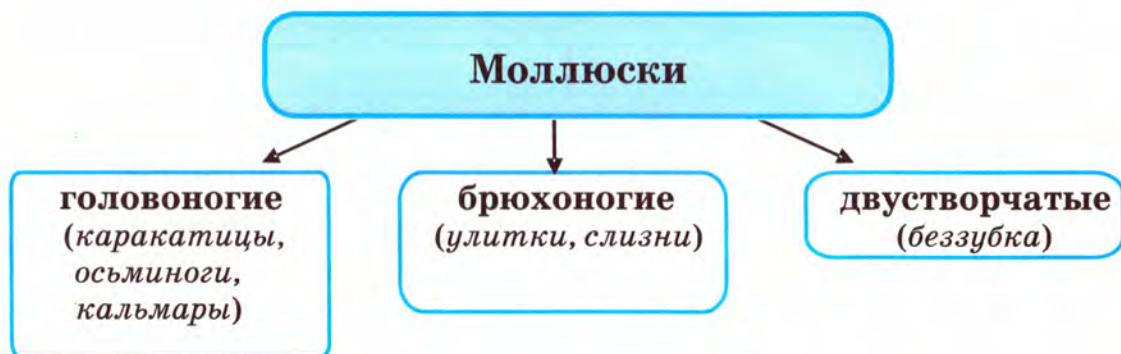 Моллюски
головоногие
(каракатицы,
осьминоги,
кальмары)
брюхоногие
(улитки, слизни)
двустворчатые
(беззубка)